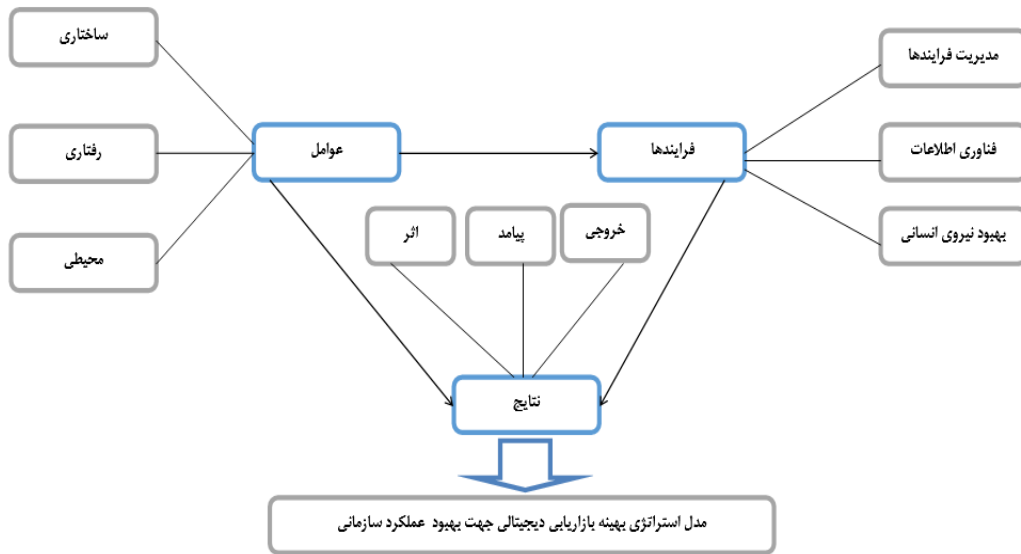 ساختاری
مدیریت فرایندها
رفتاری
عوامل
فرایندها
فناوری اطلاعات
محیطی
اثر
پیامد
خروجی
بهبود نیروی انسانی
نتایج
مدل استراتژی بهینه بازاریابی دیجیتالی جهت بهبود عملکرد سازمانی